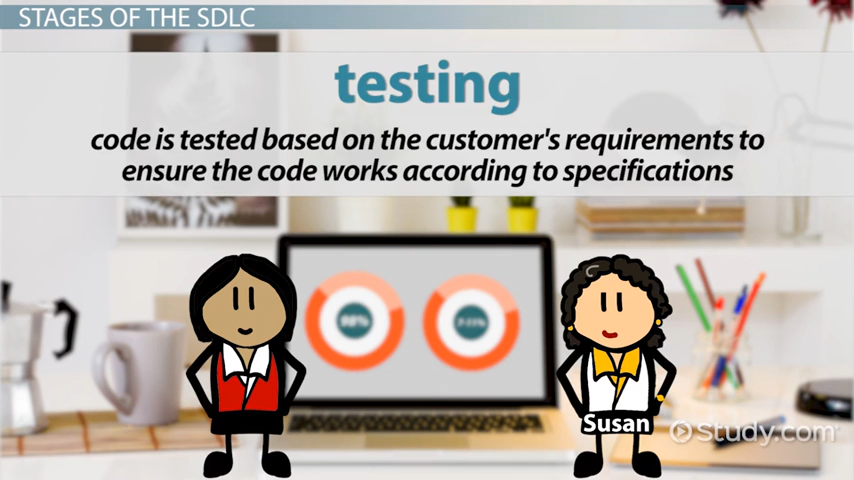 STAGES OF THE SDLC
testing
code is tested based on the customer's requirements to
ensure the code works according to specifications
98%
Susan
Study.com